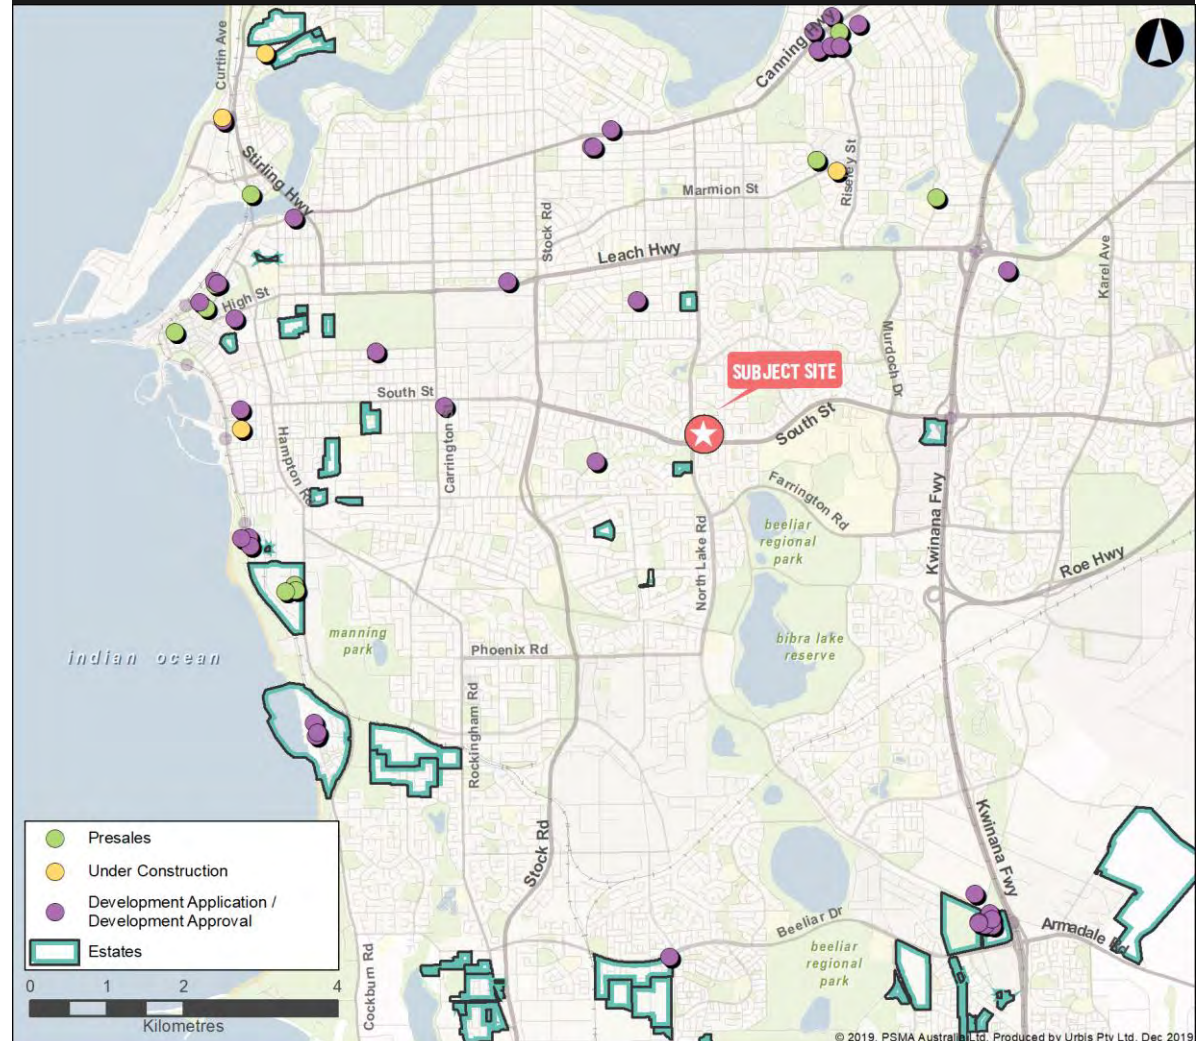 Curtin Ave
Canning Hwy
Stirling Hwy
Riseley St
Marmion St
Stock Rd
Leach Hwy
Karel Ave
High St
Murdoch Dr
SUBJECT SITE
South St
South St
Hampton Rd
Carrington St
Farrington Rd
Kwinana Fwy
beeliar
regional
park
North Lake Rd
Roe Hwy
manning
park
bibra lake
reserve
indian ocean
Phoenix Rd
Rockingham Rd
Stock Rd
Kwinana Fwy
Presales
Under Construction
Development Application /
Development Approval
Estates
Beeliar Dr
Armadale Rd
beeliar
regional
park
Cockburn Rd
0 1 2 4
Kilometres
© 2019. PSMA Australia Ltd. Produced by Urbis Pty Ltd. Dec 2019